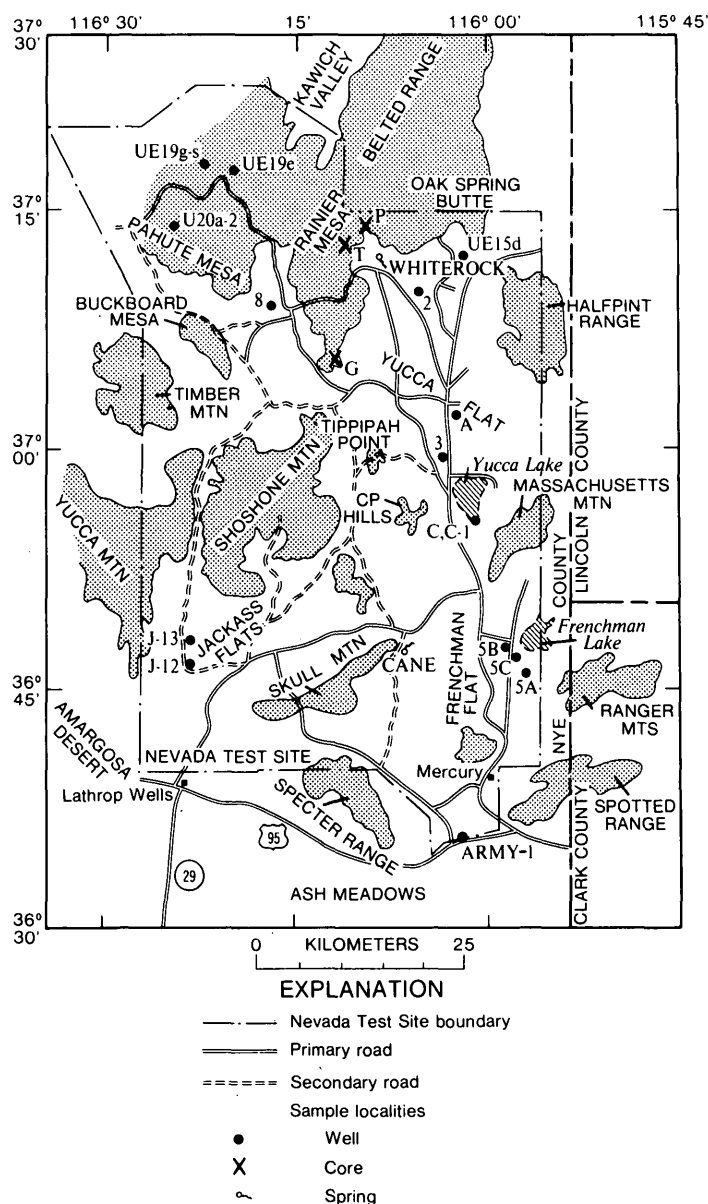 116° 30'
15'
116° 00'
115° 45'
37°
30'
KAWICH
VALLEY
BELTED RANGE
UE19g-s
UE19e
OAK SPRING
BUTTE
37°
15'
U20a-2
P
RAINIER
MESA
T
UE15d
PAHUTE MESA
WHITEROCK
BUCKBOARD
MESA
8
2
HALFPINT
RANGE
G
YUCCA
FLAT
TIMBER
MTN
A
TIPPIPAH
POINT
3
37°
00'
Yucca Lake
MASSACHUSETTS
MTN
SHOSHONE MTN
CP
HILLS
C,C-1
YUCCA MTN
LINCOLN COUNTY
COUNTY
J-13
JACKASS
FLATS
J-12
Frenchman
Lake
5B
5C
5A
SKULL MTN
CANE
FRENCHMAN
FLAT
36°
45'
RANGER
MTS
AMARGOSA
DESERT
NEVADA TEST SITE
NYE
Mercury
Lathrop Wells
SPECTER RANGE
SPOTTED
RANGE
95
ARMY-1
CLARK COUNTY
29
ASH MEADOWS
36°
30'
0 KILOMETERS 25
EXPLANATION
Nevada Test Site boundary
Primary road
Secondary road
Sample localities
Well
Core
Spring